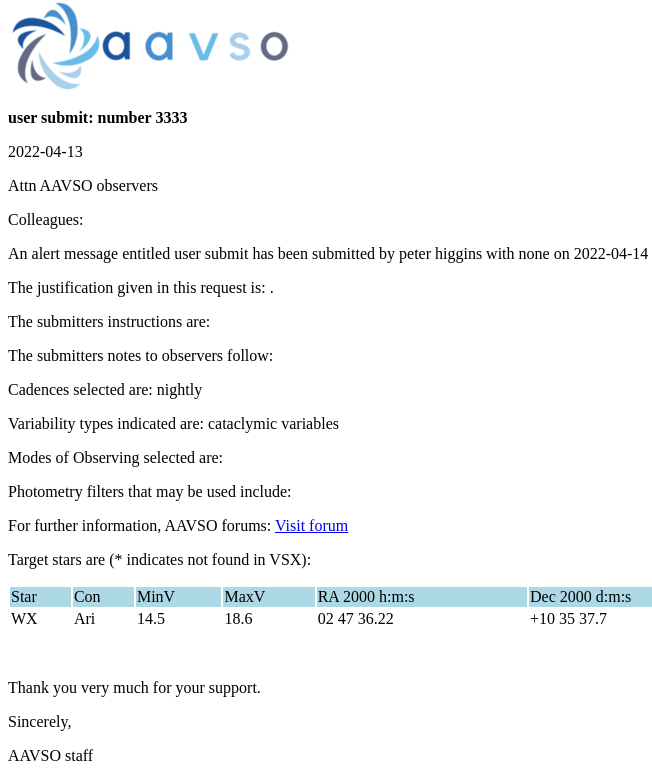 aavso
user submit: number 3333
2022-04-13
Attn AAVSO observers
Colleagues:
An alert message entitled user submit has been submitted by peter higgins with none on 2022-04-14
The justification given in this request is: .
The submitters instructions are:
The submitters notes to observers follow:
Cadences selected are: nightly
Variability types indicated are: cataclymic variables
Modes of Observing selected are:
Photometry filters that may be used include:
For further information, AAVSO forums: Visit forum
Target stars are (* indicates not found in VSX):
Star Con MinV MaxV RA 2000 h:m:s Dec 2000 d:m:s
WX Ari 14.5 18.6 02 47 36.22 +10 35 37.7
Thank you very much for your support.
Sincerely,
AAVSO staff